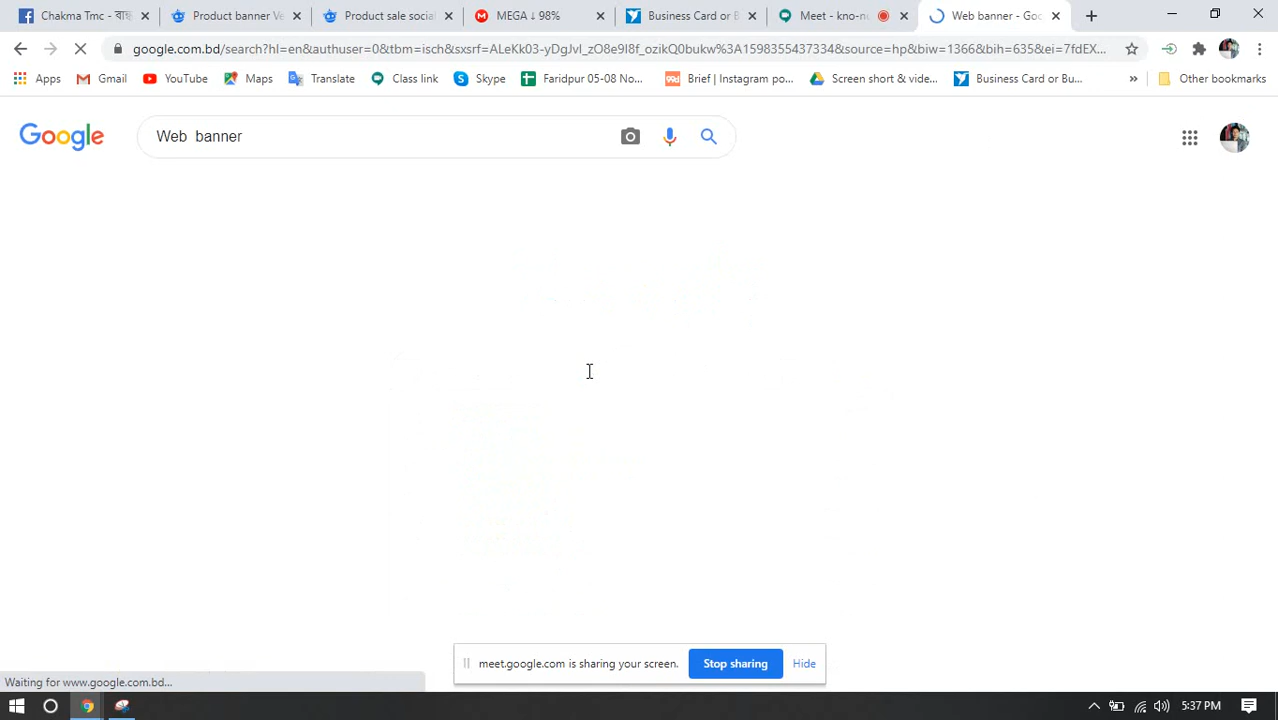 Chakma Tmc - বাহ
Product banner Ve
Product sale social
MEGA ↓ 98%
Business Card or B
Meet - kno-nu
Web banner - Goo
google.com.bd/search?hl=en&authuser=0&tbm=isch&sxsrf=ALeKk03-yDgJvl_zO8e9l8f_ozikQ0bukw%3A1598355437334&source=hp&biw=1366&bih=635&ei=7fdEX...
Apps
Gmail
YouTube
Maps
Translate
Class link
Skype
Faridpur 05-08 No...
Brief | Instagram po...
Screen short & vide...
Business Card or Bu...
»
Other bookmarks
Google
Web banner
meet.google.com is sharing your screen.
Stop sharing
Hide
Waiting for www.google.com.bd...
5:37 PM